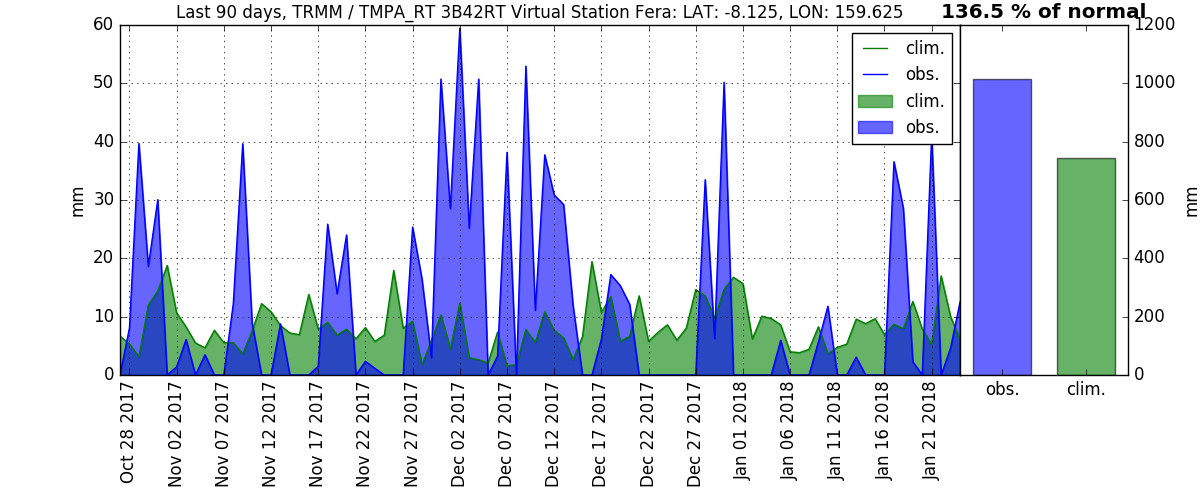 Last 90 days, TRMM / TMPA_RT 3B42RT Virtual Station Fera: LAT: -8.125, LON: 159.625
136.5 % of normal
60
50
40
30
20
10
0
mm
clim.
obs.
clim.
obs.
1200
1000
800
600
400
200
0
mm
Oct 28 2017
Nov 02 2017
Nov 07 2017
Nov 12 2017
Nov 17 2017
Nov 22 2017
Nov 27 2017
Dec 02 2017
Dec 07 2017
Dec 12 2017
Dec 17 2017
Dec 22 2017
Dec 27 2017
Jan 01 2018
Jan 06 2018
Jan 11 2018
Jan 16 2018
Jan 21 2018
obs.
clim.